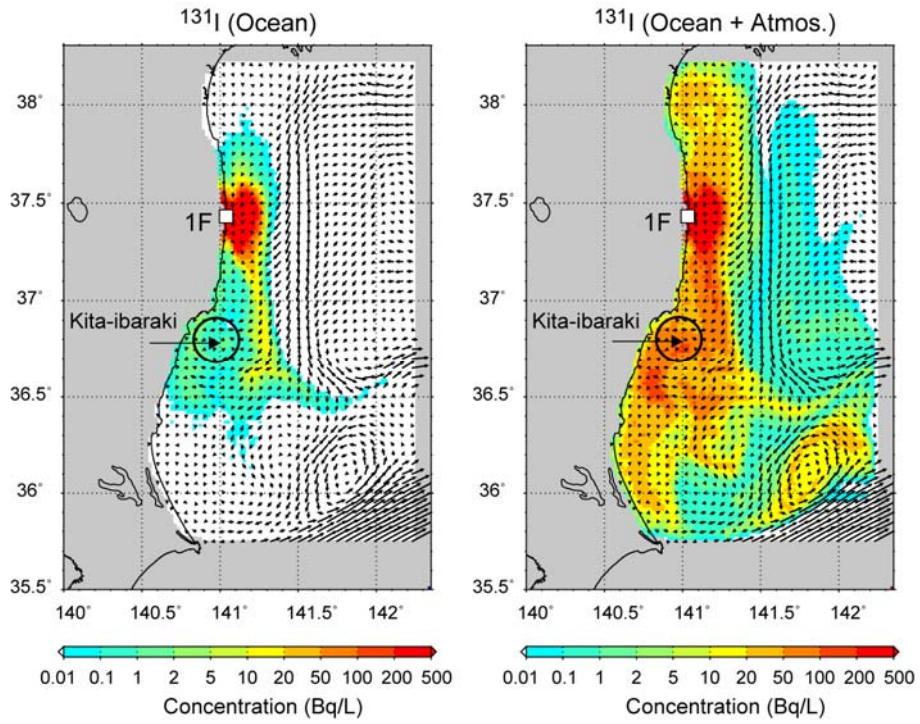 ¹³¹I (Ocean)
38°
37.5°
37°
36.5°
36°
35.5°
1F
Kita-ibaraki
140° 140.5° 141° 141.5° 142°
0.01 0.1 1 2 5 10 20 50 100 200 500
Concentration (Bq/L)
¹³¹I (Ocean + Atmos.)
38°
37.5°
37°
36.5°
36°
35.5°
1F
Kita-ibaraki
140° 140.5° 141° 141.5° 142°
0.01 0.1 1 2 5 10 20 50 100 200 500
Concentration (Bq/L)